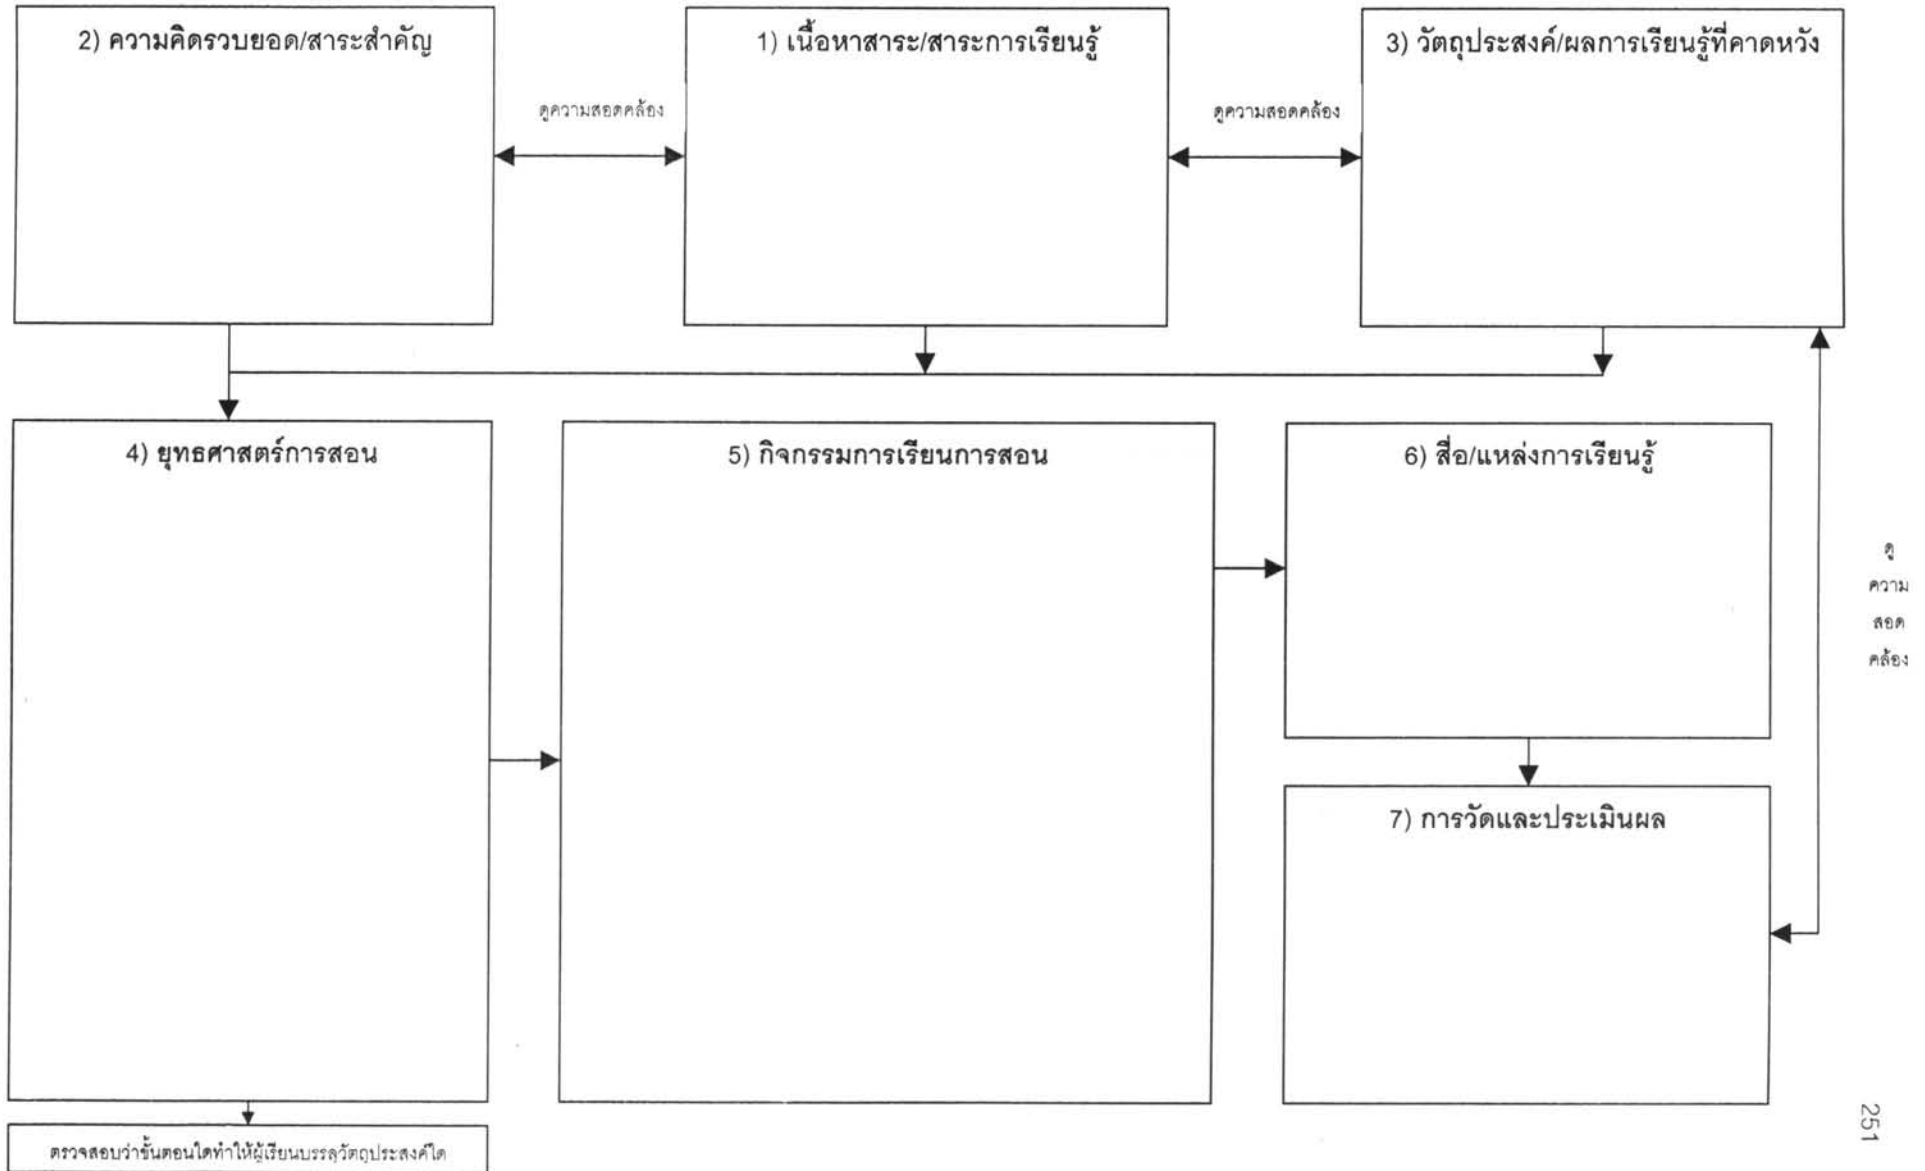 2) ความคิดรวบยอด/สาระสำคัญ
1) เนื้อหาสาระ/สาระการเรียนรู้
3) วัตถุประสงค์/ผลการเรียนรู้ที่คาดหวัง
ดูความสอดคล้อง
ดูความสอดคล้อง
4) ยุทธศาสตร์การสอน
5) กิจกรรมการเรียนการสอน
6) สื่อ/แหล่งการเรียนรู้
ดู
ความ
สอด
คล้อง
7) การวัดและประเมินผล
ตรวจสอบว่าขั้นตอนใดทำให้ผู้เรียนบรรลุวัตถุประสงค์ใด
251